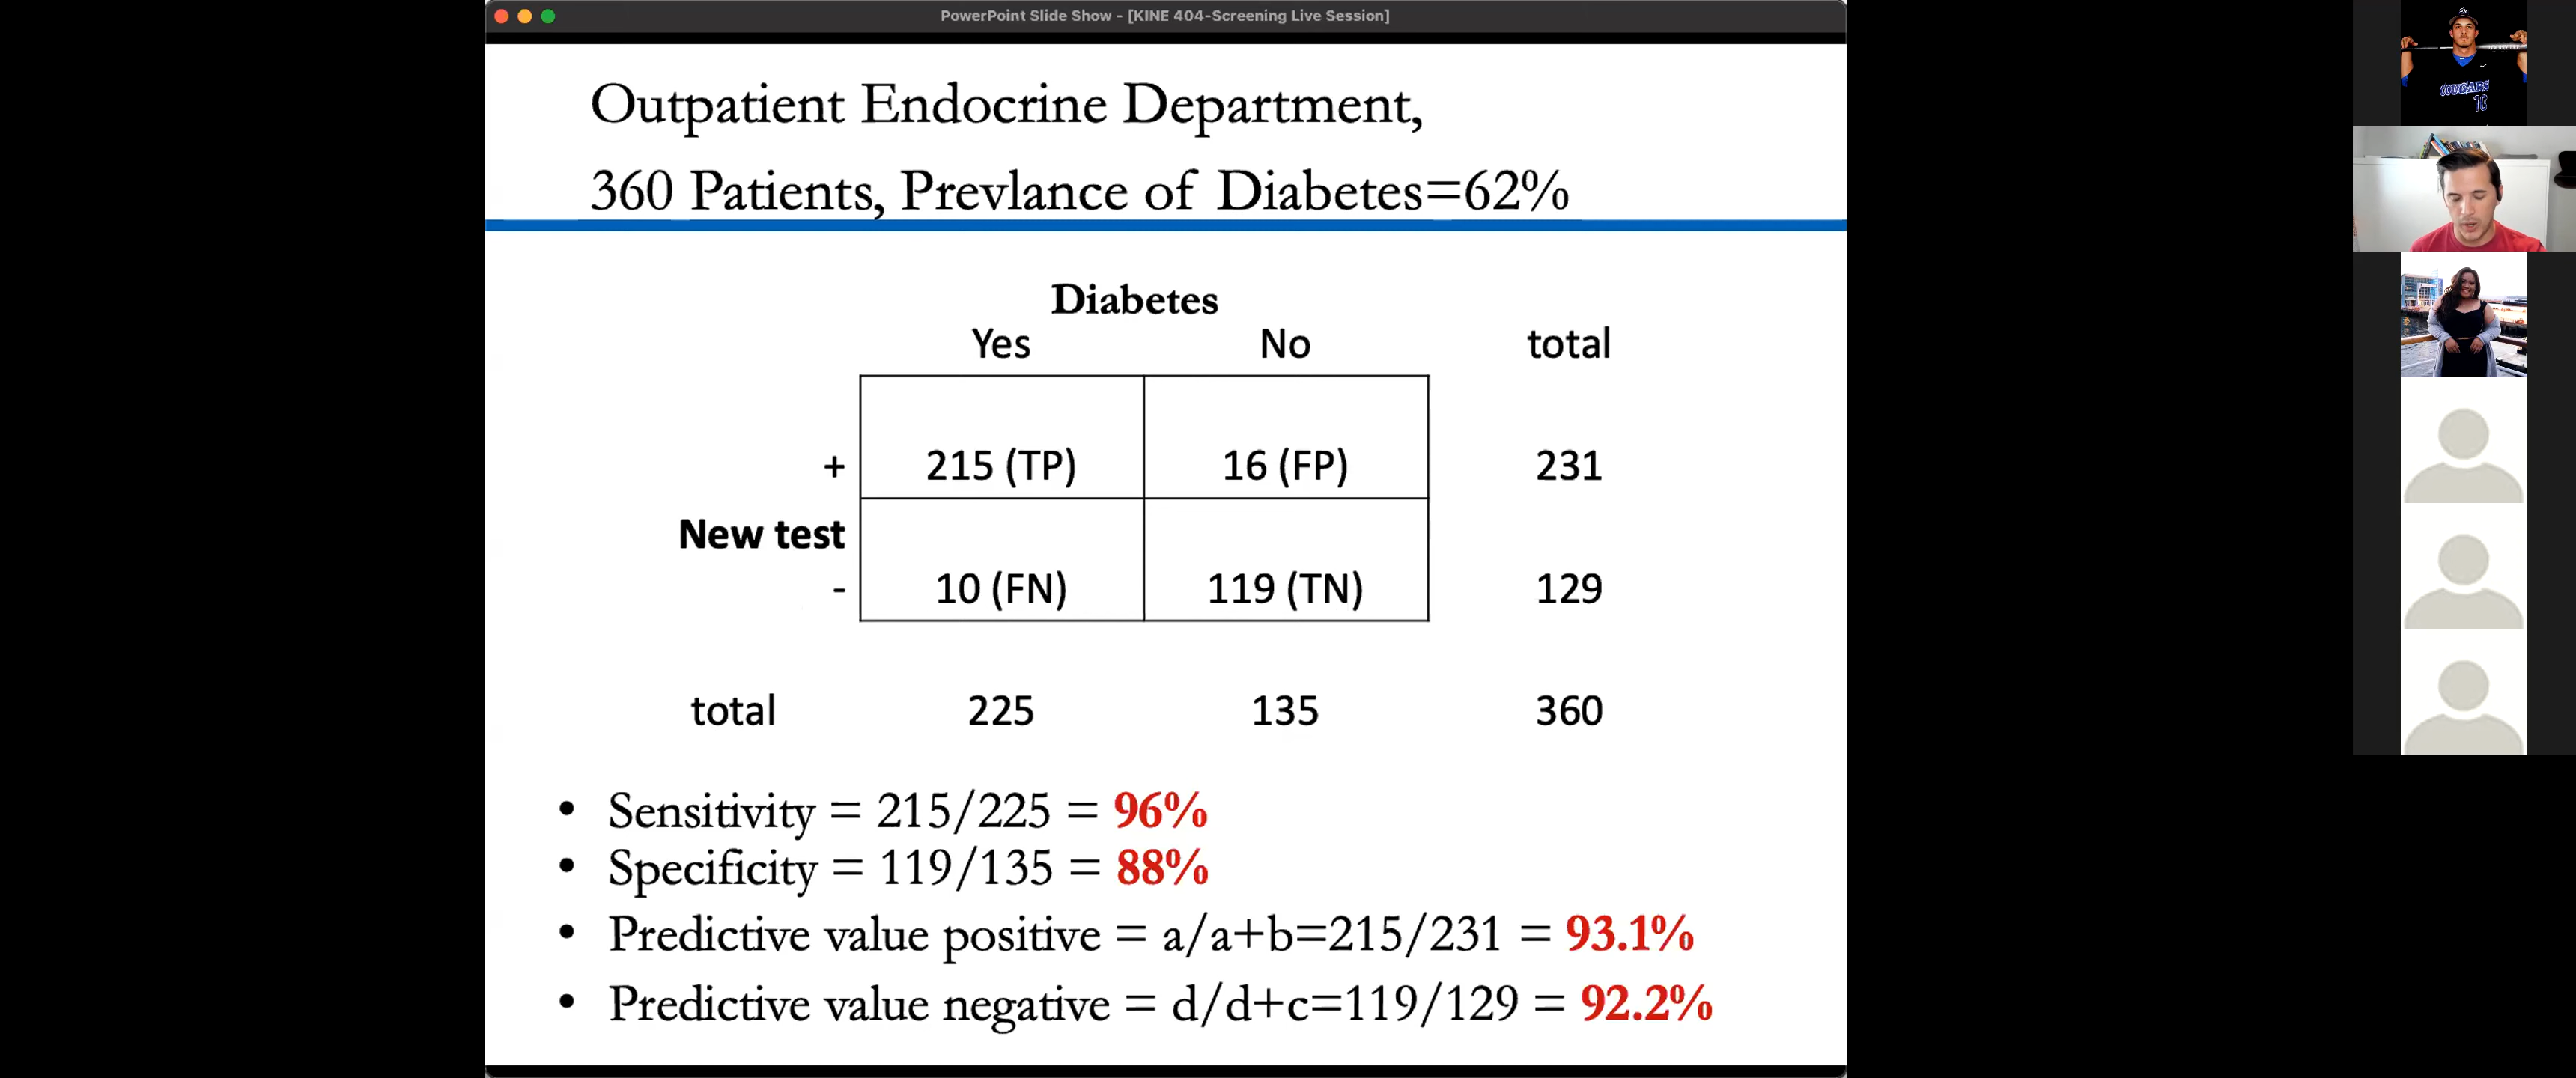 PowerPoint Slide Show - [KINE 404-Screening Live Session]
Outpatient Endocrine Department,
360 Patients, Prevlance of Diabetes=62%
Diabetes
Yes No total
+ 215 (TP) 16 (FP) 231
New test
- 10 (FN) 119 (TN) 129
total 225 135 360
• Sensitivity = 215/225 = 96%
• Specificity = 119/135 = 88%
• Predictive value positive = a/a+b=215/231 = 93.1%
• Predictive value negative = d/d+c=119/129 = 92.2%
COUGARS